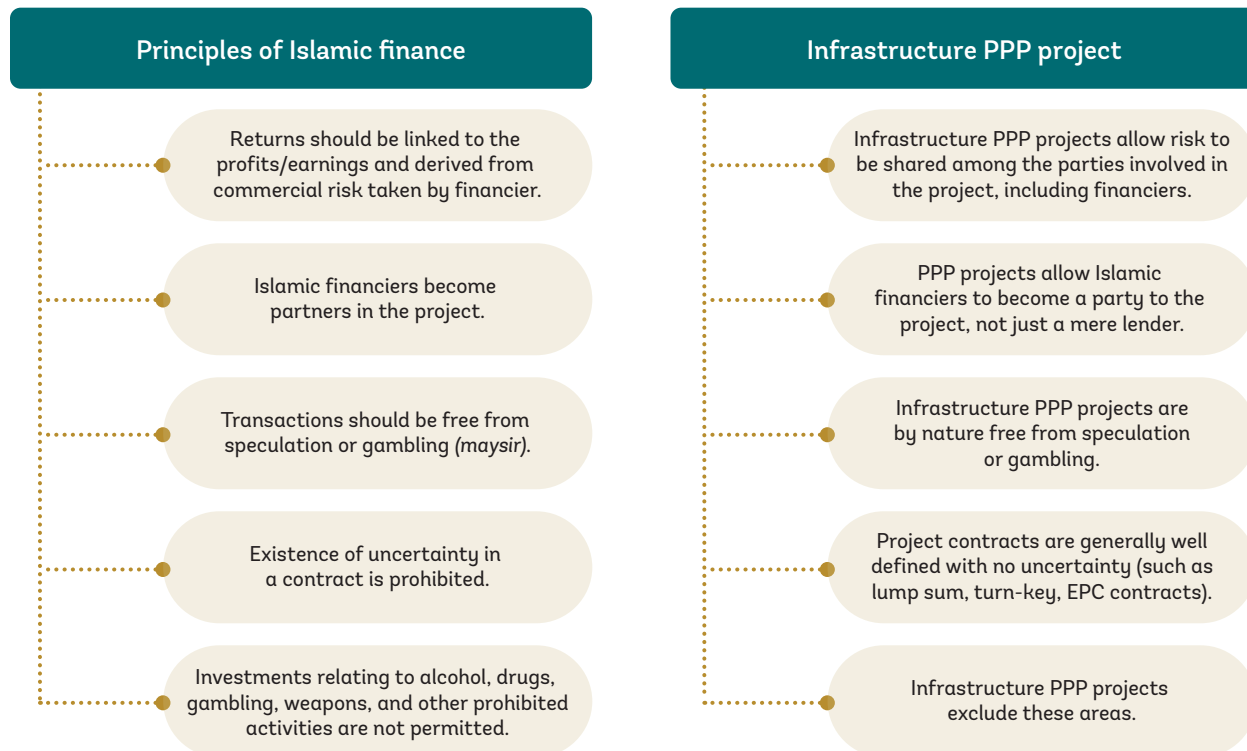 Principles of Islamic finance
Returns should be linked to the
profits/earnings and derived from
commercial risk taken by financier.
Islamic financiers become
partners in the project.
Transactions should be free from
speculation or gambling (maysir).
Existence of uncertainty in
a contract is prohibited.
Investments relating to alcohol, drugs,
gambling, weapons, and other prohibited
activities are not permitted.
Infrastructure PPP project
Infrastructure PPP projects allow risk to
be shared among the parties involved in
the project, including financiers.
PPP projects allow Islamic
financiers to become a party to the
project, not just a mere lender.
Infrastructure PPP projects are
by nature free from speculation
or gambling.
Project contracts are generally well
defined with no uncertainty (such as
lump sum, turn-key, EPC contracts).
Infrastructure PPP projects
exclude these areas.